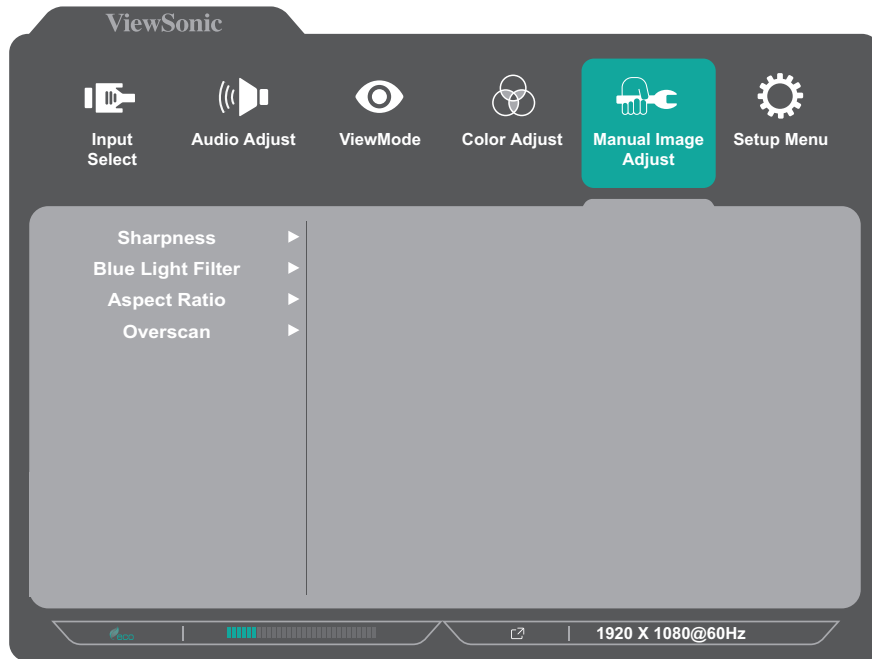 ViewSonic
Input Select
Audio Adjust
ViewMode
Color Adjust
Manual Image Adjust
Setup Menu
Sharpness
Blue Light Filter
Aspect Ratio
Overscan
eco
1920 X 1080@60Hz